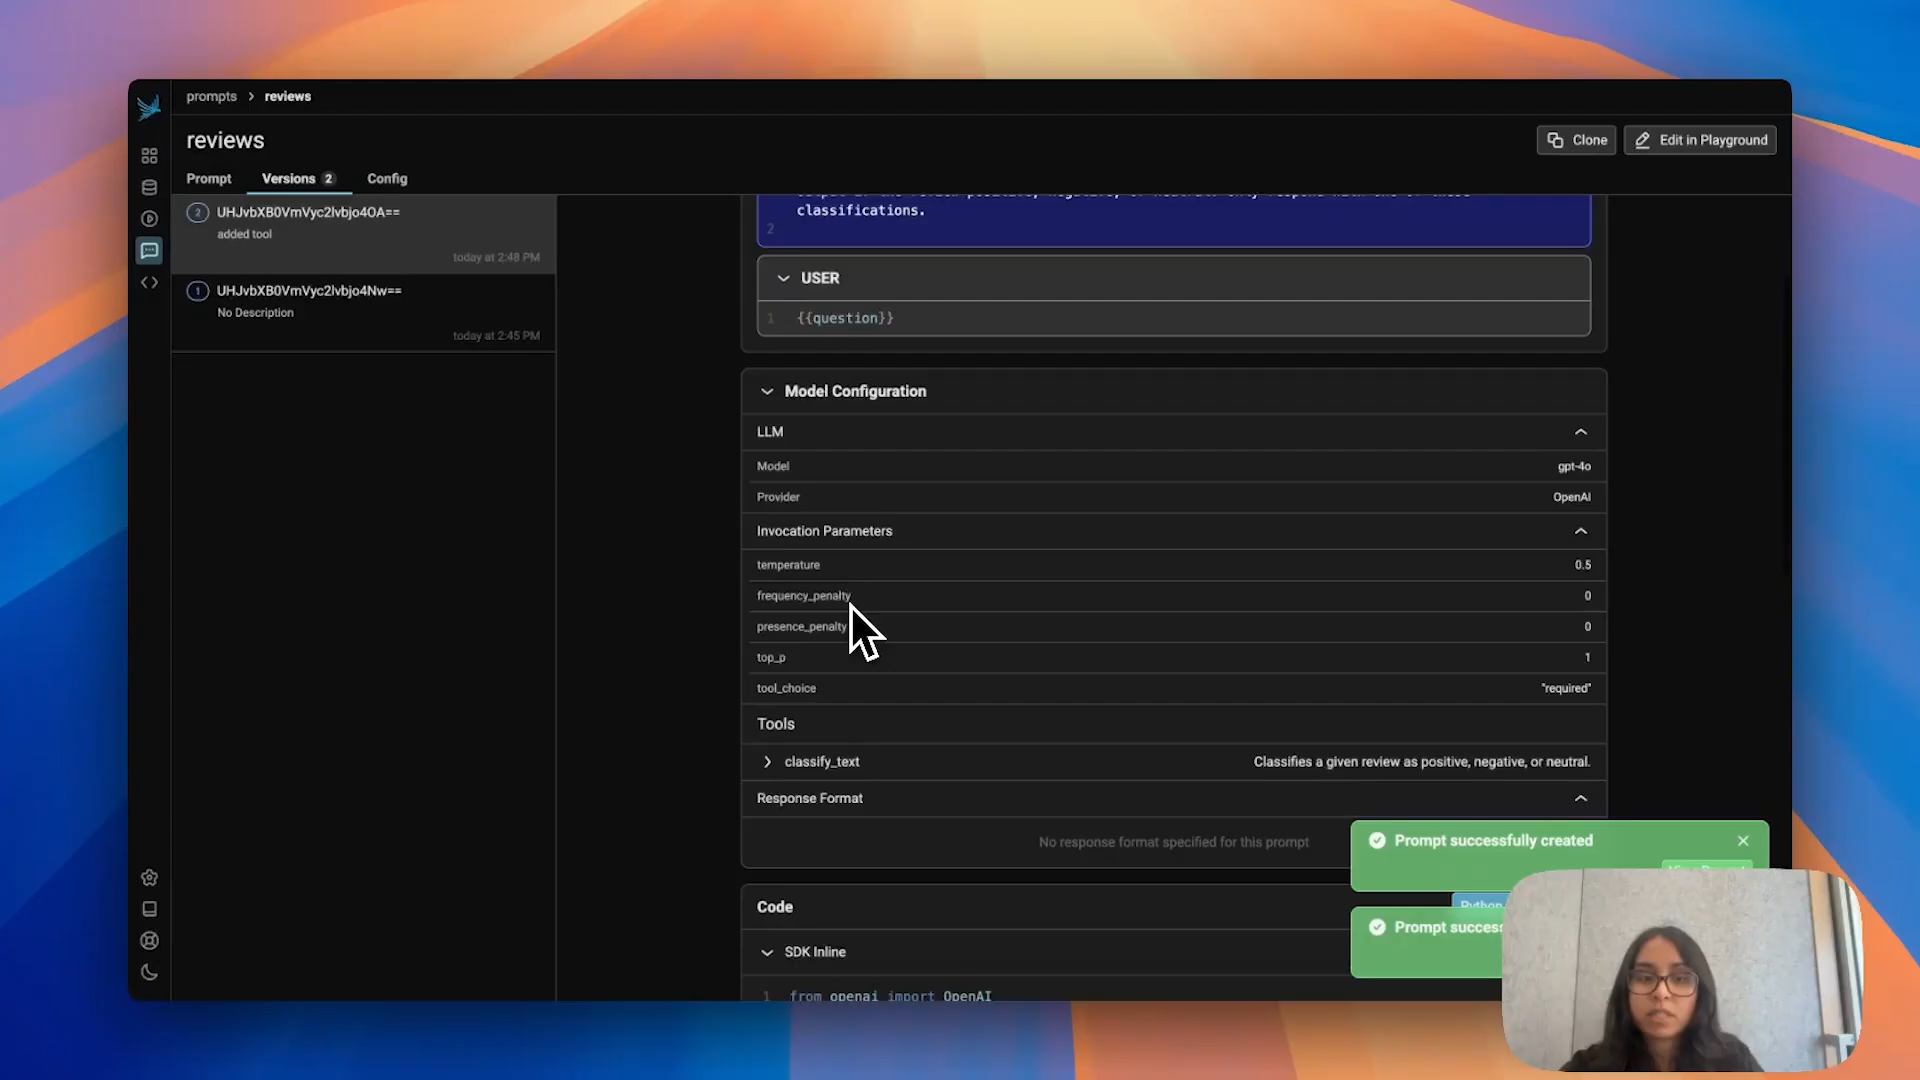 prompts > reviews
reviews
Clone
Edit in Playground
Prompt
Versions 2
Config
2 UHJvbXB0VmVyc2lvbjo4OA==
added tool
today at 2:48 PM
1 UHJvbXB0VmVyc2lvbjo4Nw==
No Description
today at 2:45 PM
classifications.
2
USER
1 {{question}}
Model Configuration
LLM
Model gpt-4o
Provider OpenAI
Invocation Parameters
temperature 0.5
frequency_penalty 0
presence_penalty 0
top_p 1
tool_choice "required"
Tools
classify_text Classifies a given review as positive, negative, or neutral.
Response Format
No response format specified for this prompt
Prompt successfully created
Code
Python
Prompt success
SDK Inline
1 from openai import OpenAI